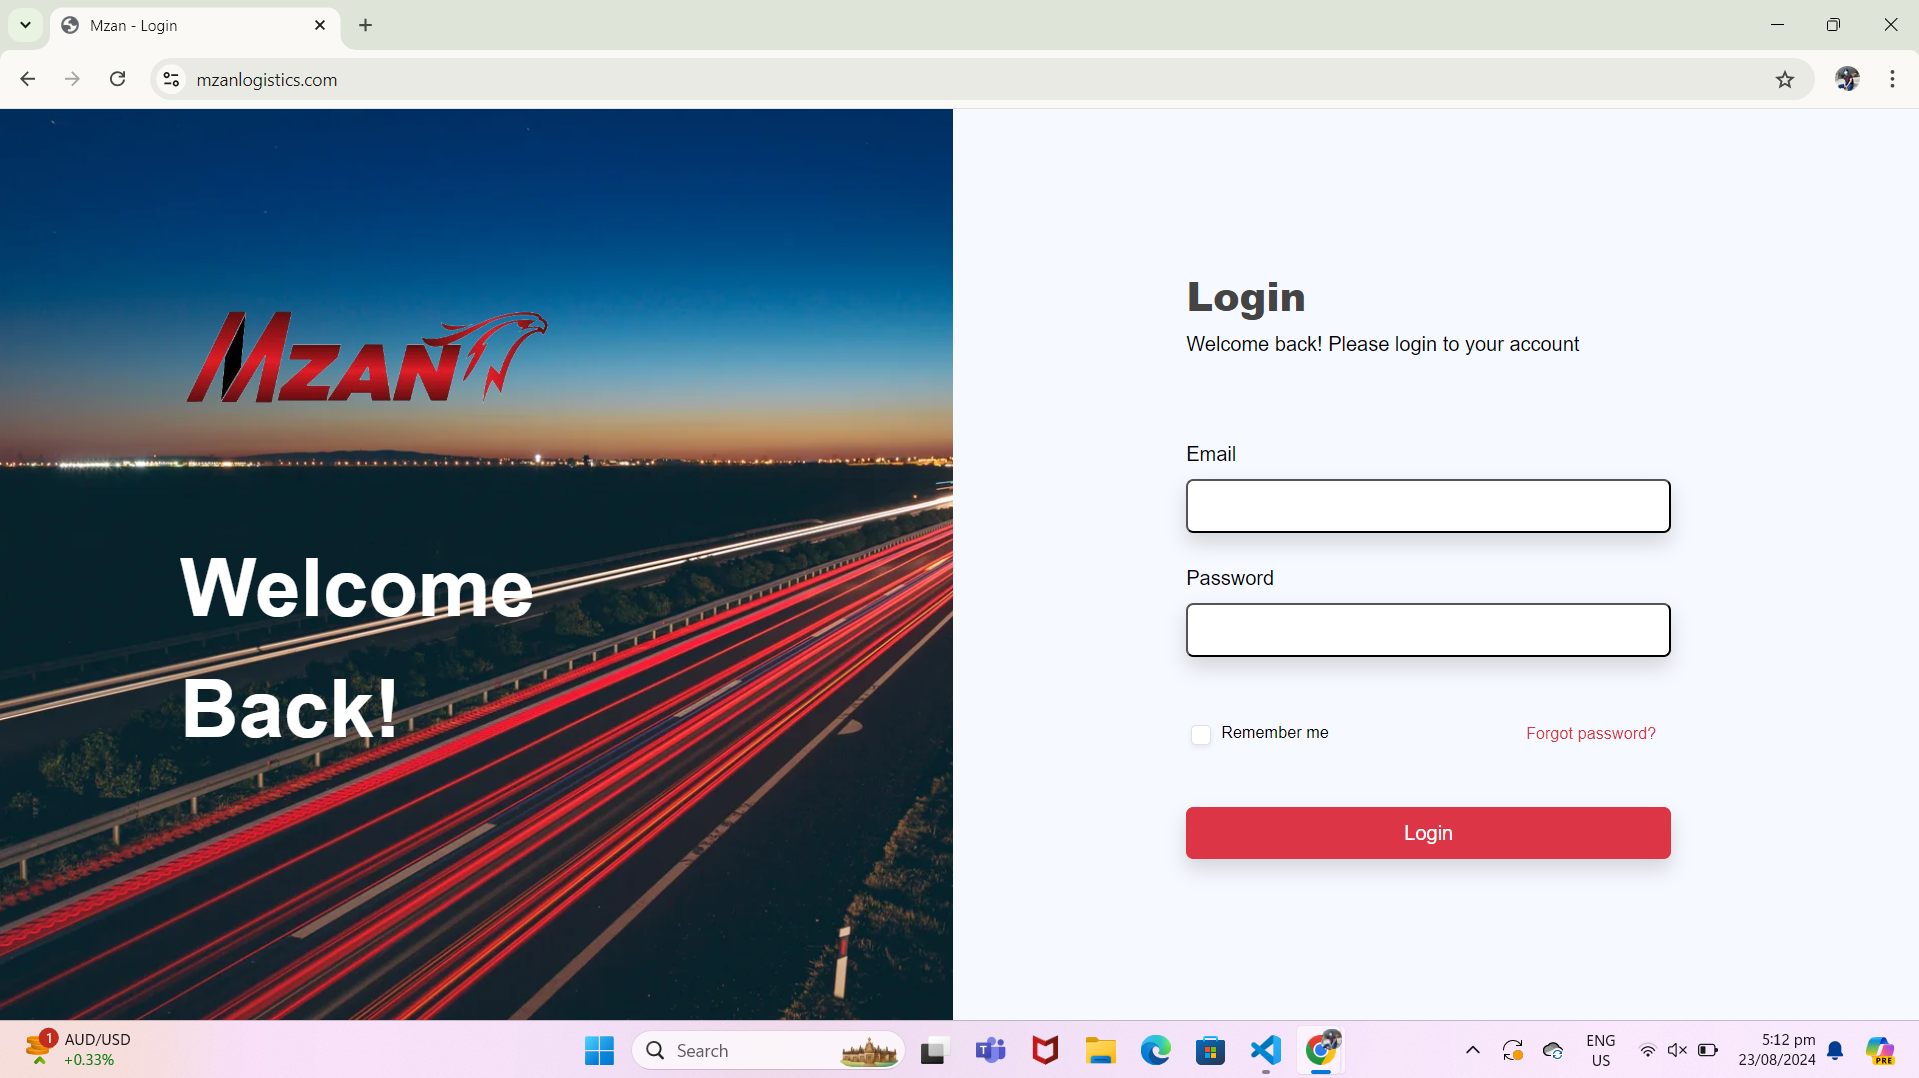 Mzan - Login
mzanlogistics.com
MZAN
Welcome
Back!
Login
Welcome back! Please login to your account
Email
Password
Remember me
Forgot password?
Login
1
AUD/USD
+0.33%
Search
ENG
US
5:12 pm
23/08/2024
PRE